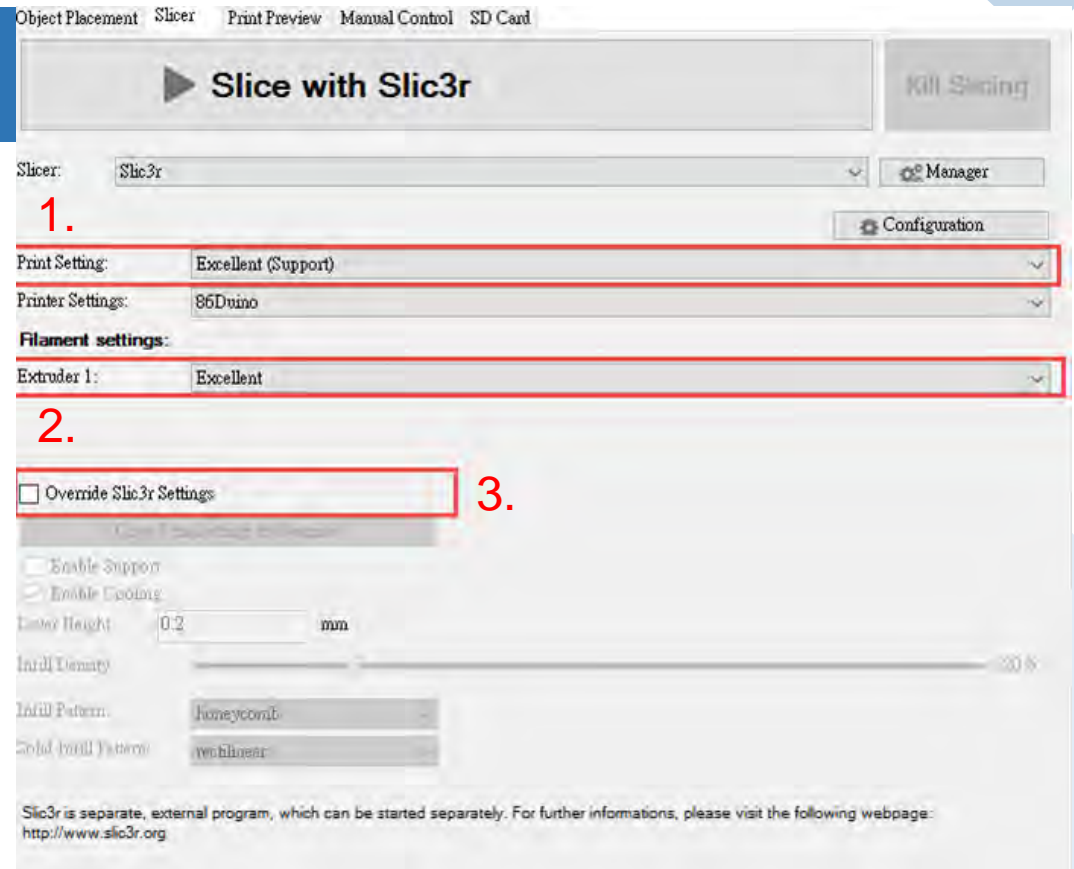 Object Placement Slicer Print Preview Manual Control SD Card
Slice with Slic3r Kill Slicing
Slicer: Slic3r Manager
1.
Configuration
Print Setting: Excellent (Support)
Printer Settings: 86Duino
Filament settings:
Extruder 1: Excellent
2.
Override Slic3r Settings 3.
Enable Support
Enable Cooling
Layer Height 0.2 mm
Infill Density 20 %
Infill Pattern: honeycomb
Solid Infill Pattern: rectilinear
Slic3r is separate, external program, which can be started separately. For further informations, please visit the following webpage:
http://www.slic3r.org